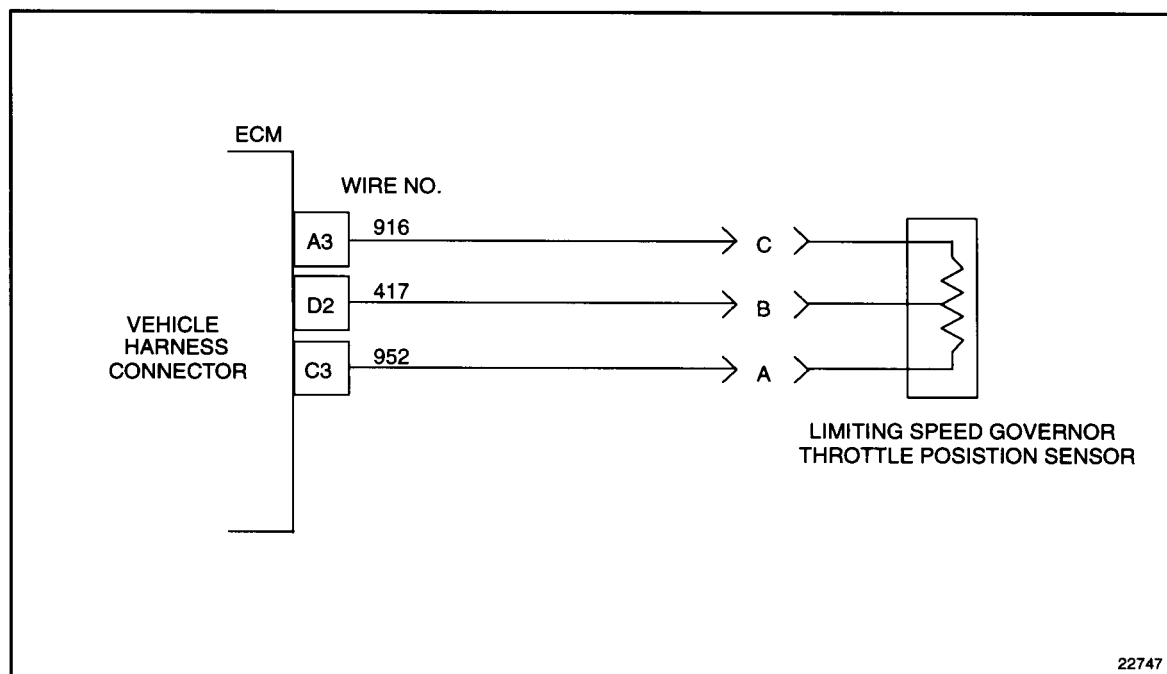 ECM
WIRE NO.
A3 916 C
D2 417 B
VEHICLE
HARNESS
CONNECTOR
C3 952 A
LIMITING SPEED GOVERNOR
THROTTLE POSISTION SENSOR
22747